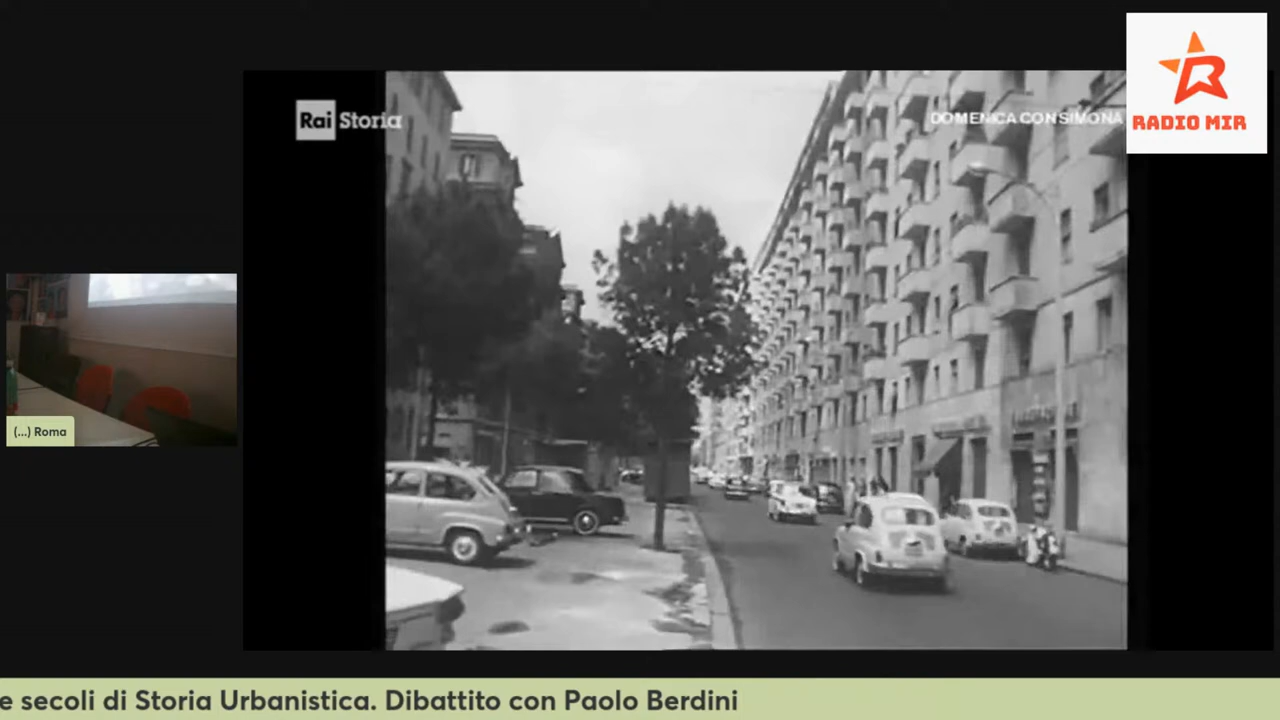 Rai Storia
DOMENICA CON SIMONA
RADIO MIR
(...) Roma
e secoli di Storia Urbanistica. Dibattito con Paolo Berdini